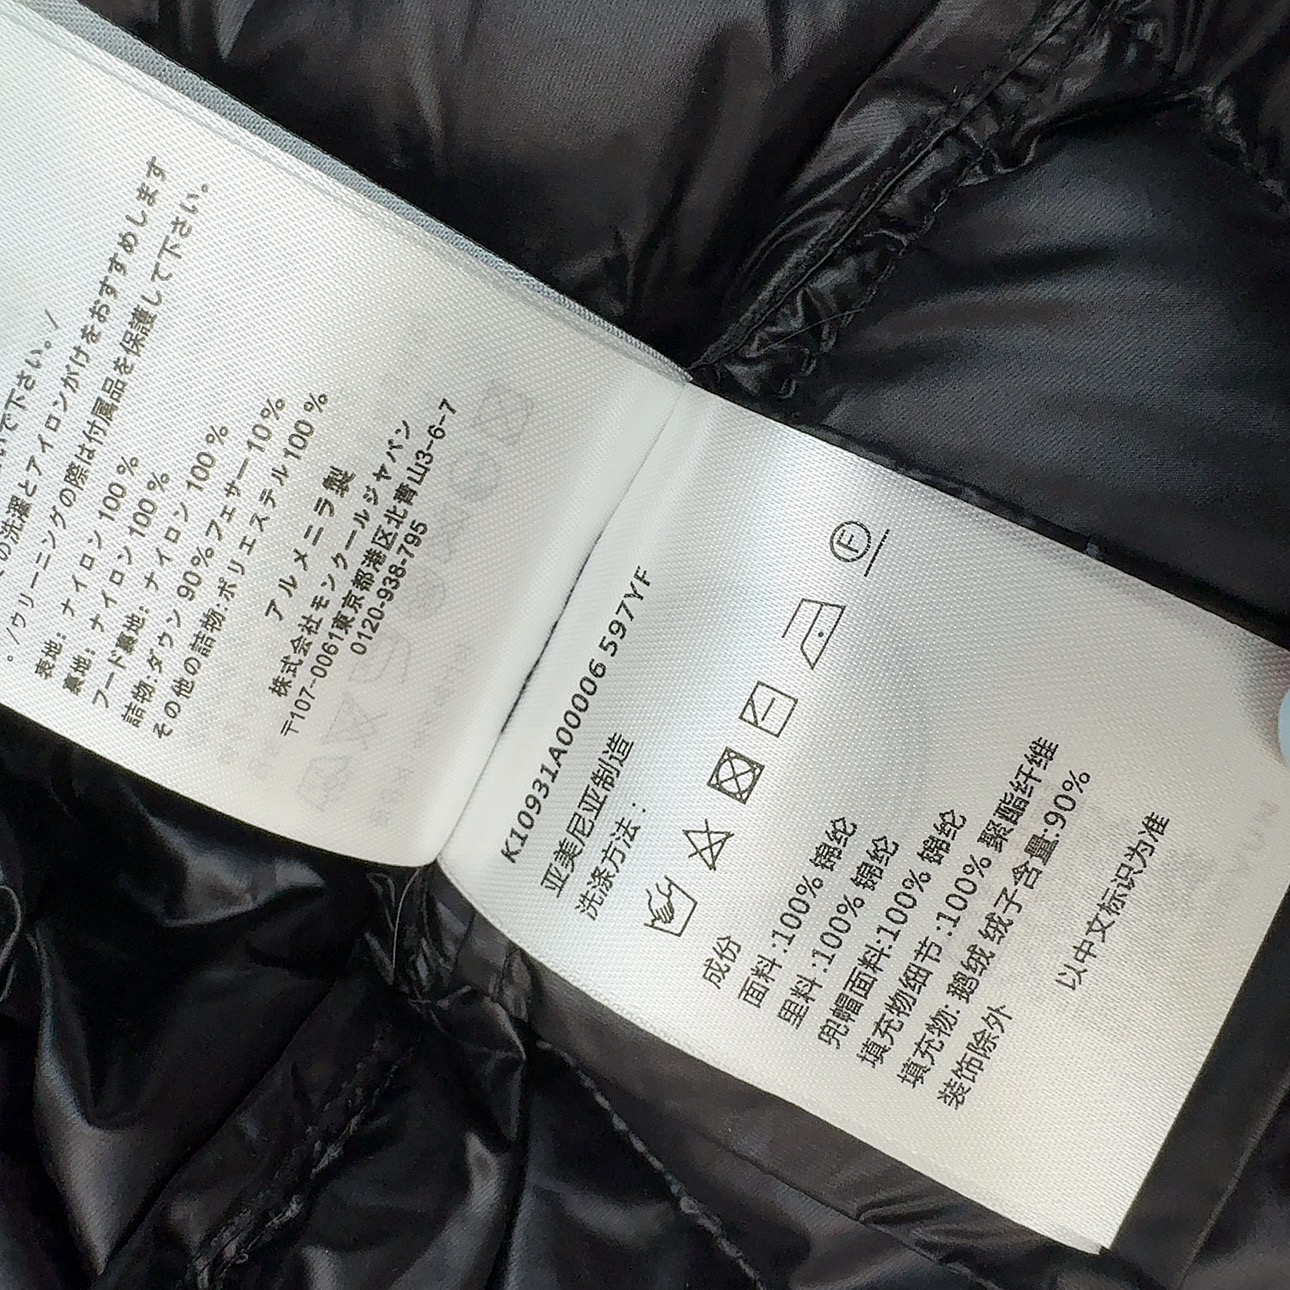 の洗濯とアイロンがけをおすすめします
。/クリーニングの際は付属品を保護して下さい。
表地: ナイロン 100 %
裏地: ナイロン 100 %
フード裏地: ナイロン 100 %
詰物:ダウン 90% フェザー10%
その他の詰物:ポリエステル 100 %
アルメニラ製
株式会社モンクールジャパン
〒107-0061東京都港区北青山3-6-7
0120-938-795
K10931A00006 597YF
亚美尼亚制造
洗涤方法:
F
成份
面料:100% 锦纶
里料:100% 锦纶
兜帽面料:100% 锦纶
填充物细节:100% 聚酯纤维
填充物: 鹅绒 绒子含量:90%
装饰除外
以中文标识为准